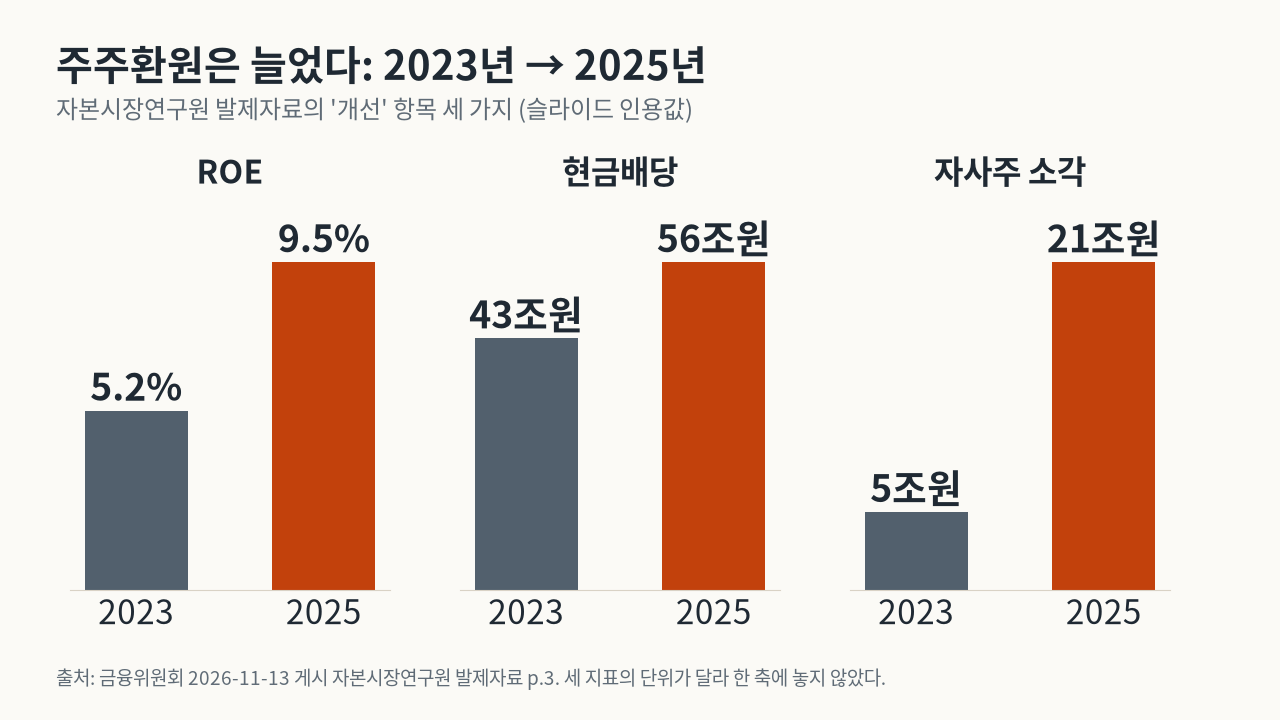 주주환원은 늘었다: 2023년 → 2025년
자본시장연구원 발제자료의 '개선' 항목 세 가지 (슬라이드 인용값)
ROE
현금배당
자사주 소각
5.2%
9.5%
43조원
56조원
5조원
21조원
2023
2025
2023
2025
2023
2025
출처: 금융위원회 2026-11-13 게시 자본시장연구원 발제자료 p.3. 세 지표의 단위가 달라 한 축에 놓지 않았다.